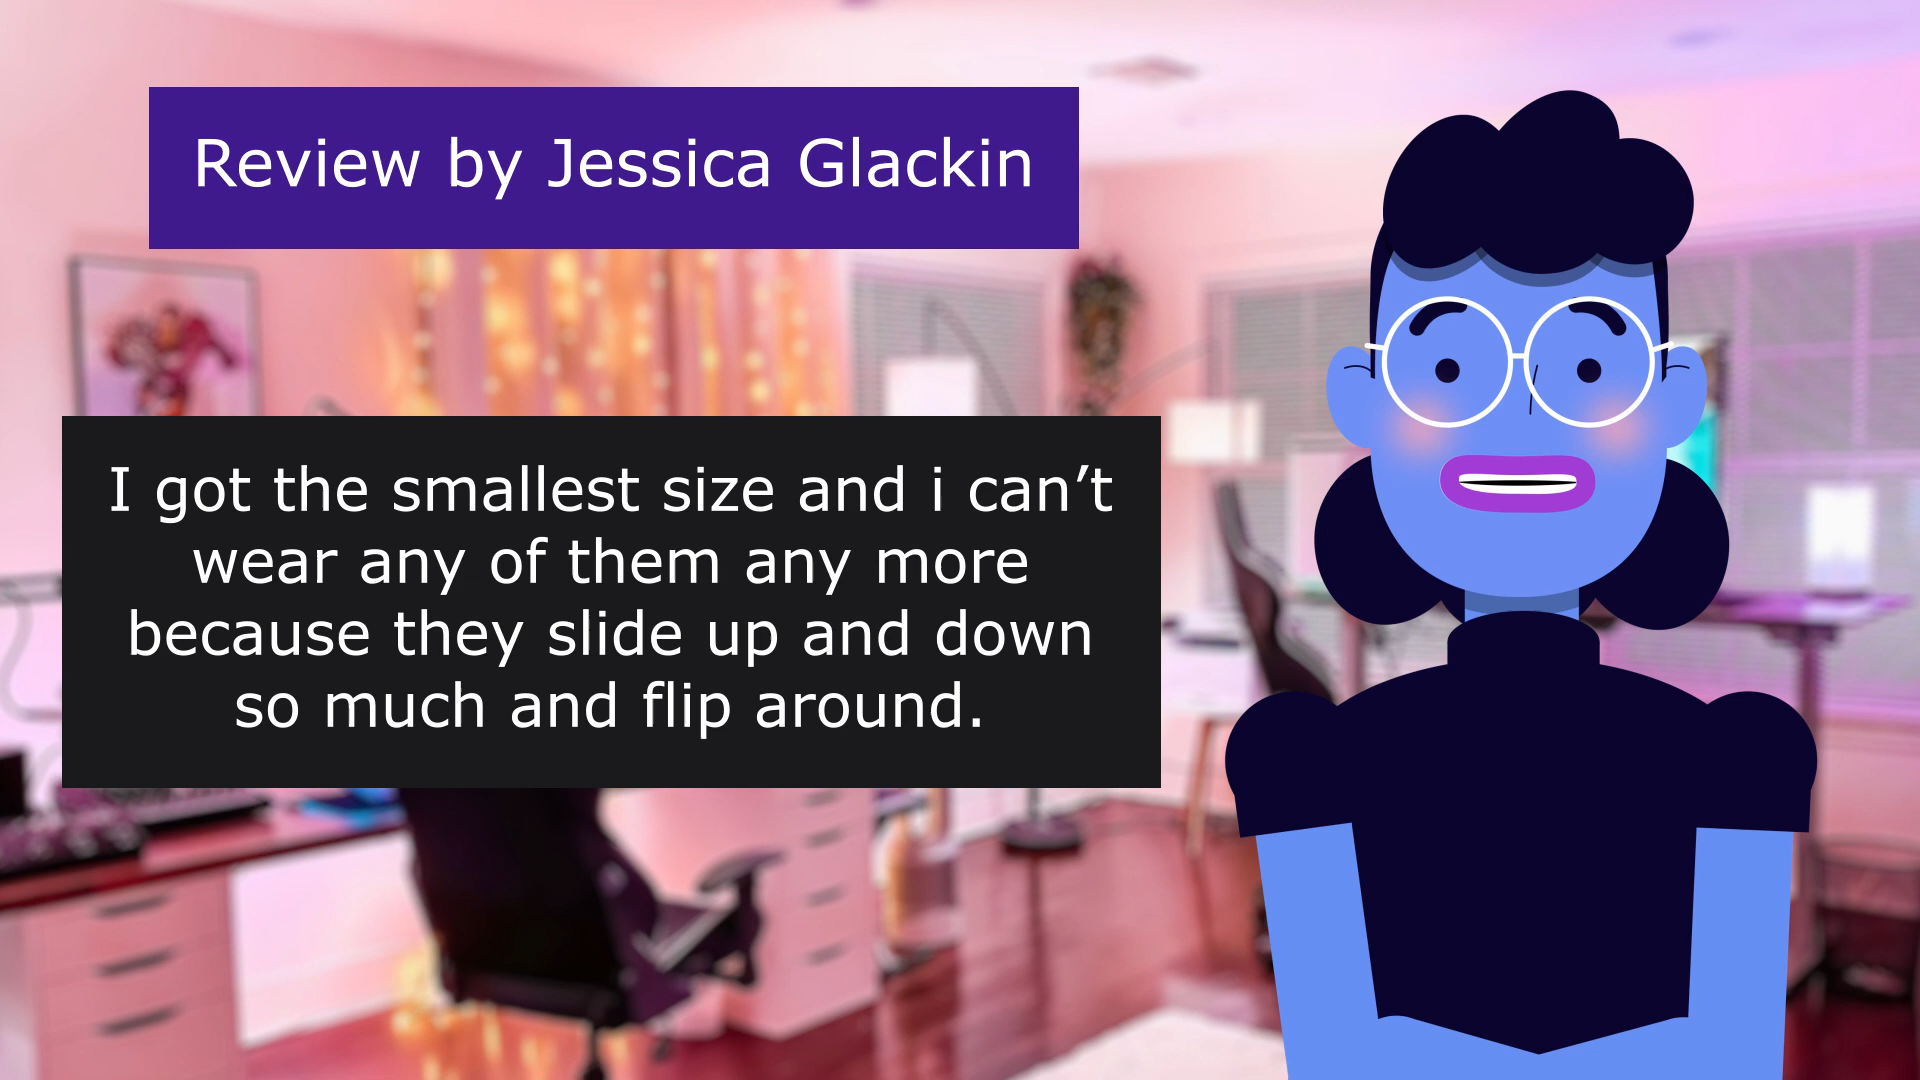 Review by Jessica Glackin
I got the smallest size and i can’t
wear any of them any more
because they slide up and down
so much and flip around.